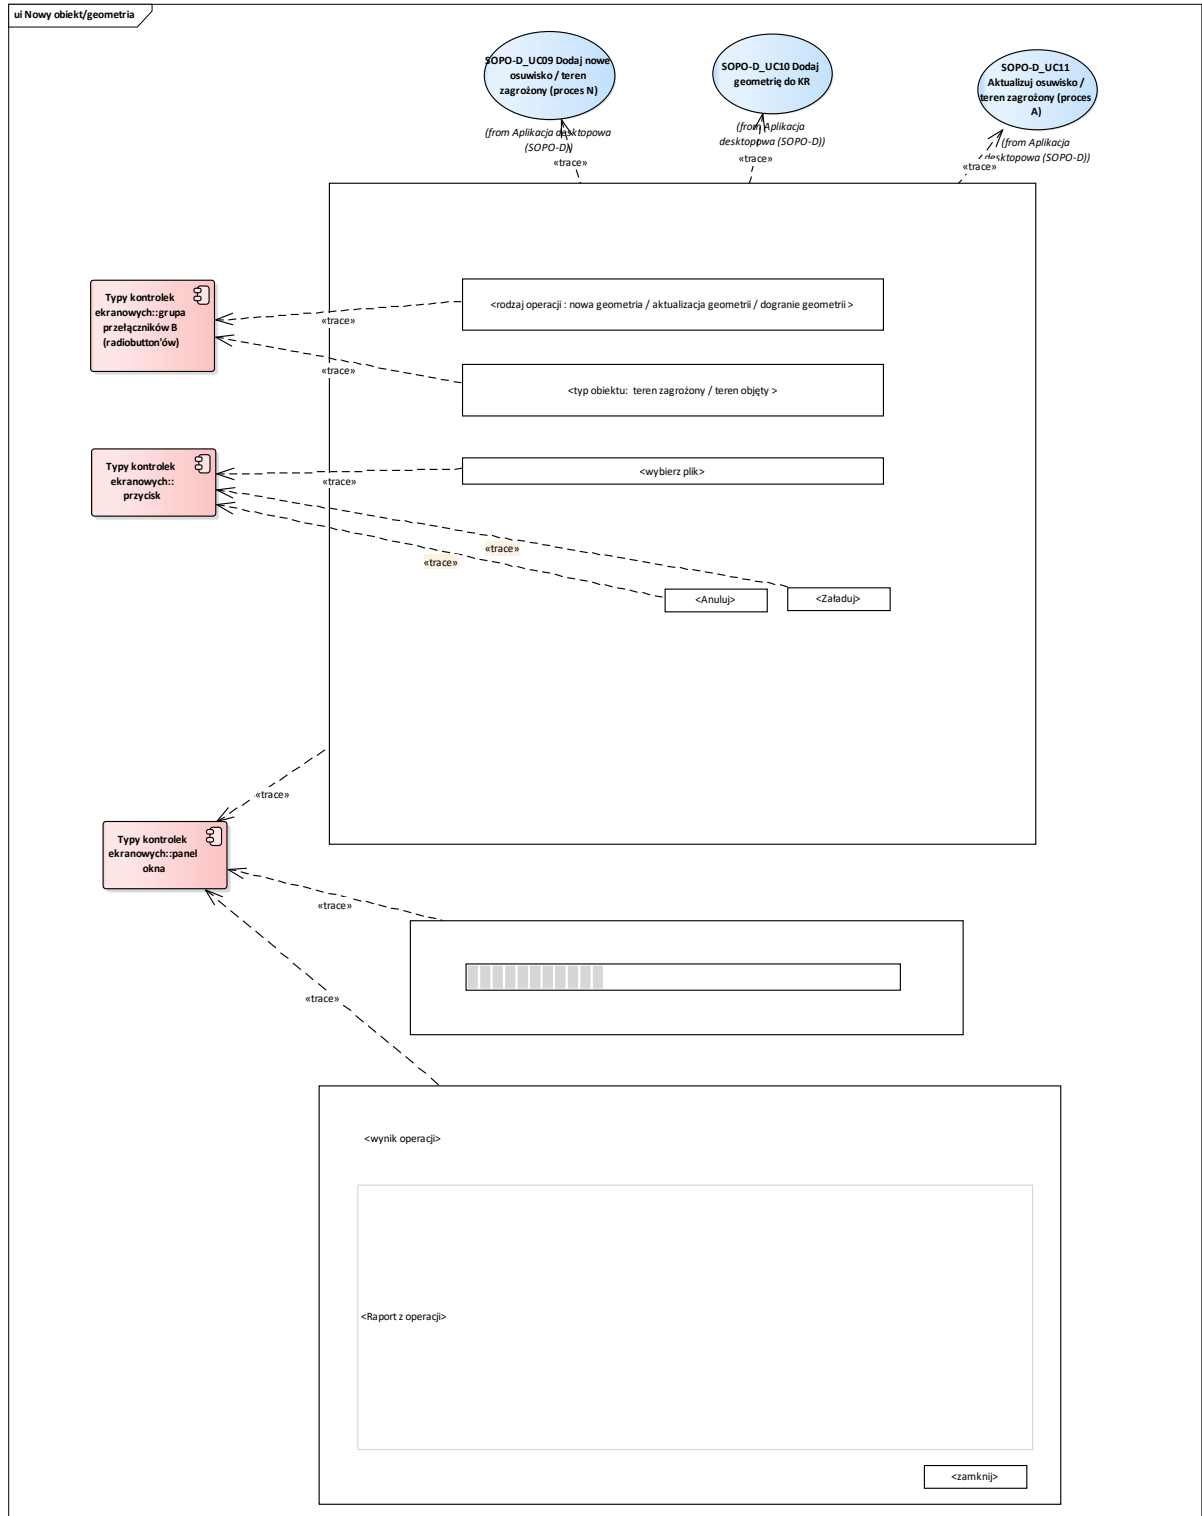 ui Nowy obiekt/geometria
SOPO-D_UC09 Dodaj nowe
osuwisko / teren
zagrożony (proces N)
(from Aplikacja desktopowa
(SOPO-D))
«trace»
SOPO-D_UC10 Dodaj
geometrię do KR
(from Aplikacja
desktopowa (SOPO-D))
«trace»
SOPO-D_UC11
Aktualizuj osuwisko /
teren zagrożony (proces
A)
(from Aplikacja
desktopowa (SOPO-D))
«trace»
Typy kontrolek
ekranowych::grupa
przełączników B
(radiobutton'ów)
«trace»
<rodzaj operacji : nowa geometria / aktualizacja geometrii / dogranie geometrii >
«trace»
<typ obiektu:  teren zagrożony / teren objęty >
Typy kontrolek
ekranowych::
przycisk
«trace»
<wybierz plik>
«trace»
«trace»
<Anuluj>
<Załaduj>
«trace»
Typy kontrolek
ekranowych::panel
okna
«trace»
«trace»
<wynik operacji>
<Raport z operacji>
<zamknij>